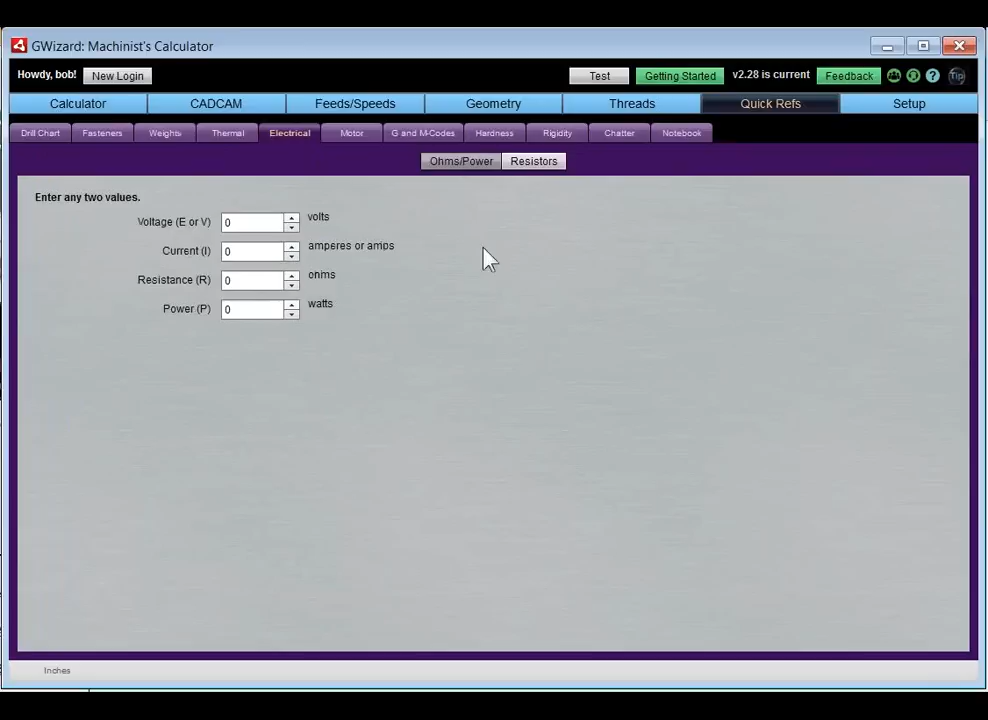 GWizard: Machinist's Calculator
Howdy, bob! New Login Test Getting Started v2.28 is current Feedback ? Tip
Calculator CADCAM Feeds/Speeds Geometry Threads Quick Refs Setup
Drill Chart Fasteners Weights Thermal Electrical Motor G and M-Codes Hardness Rigidity Chatter Notebook
Ohms/Power Resistors
Enter any two values.
Voltage (E or V) 0 volts
Current (I) 0 amperes or amps
Resistance (R) 0 ohms
Power (P) 0 watts
Inches